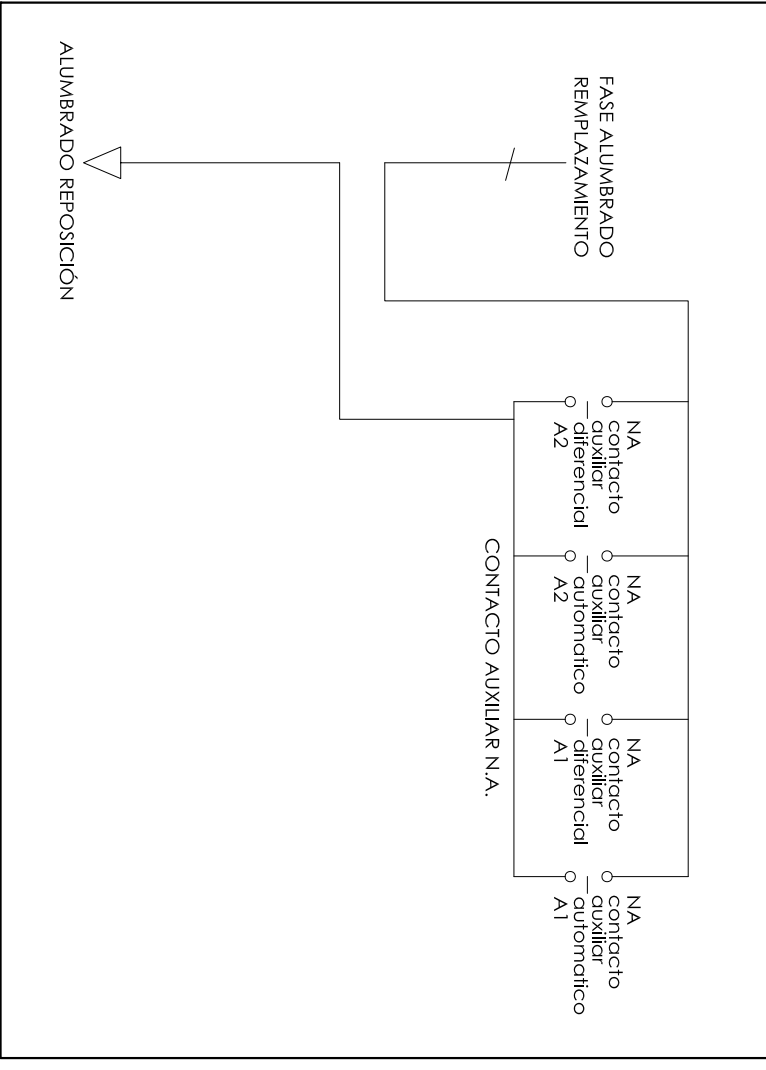 FASE ALUMBRADO
REMPLAZAMIENTO
NA
contacto
auxiliar
diferencial
A2
NA
contacto
auxiliar
automatico
A2
NA
contacto
auxiliar
diferencial
A1
NA
contacto
auxiliar
automatico
A1
CONTACTO AUXILIAR N.A.
ALUMBRADO REPOSICIÓN